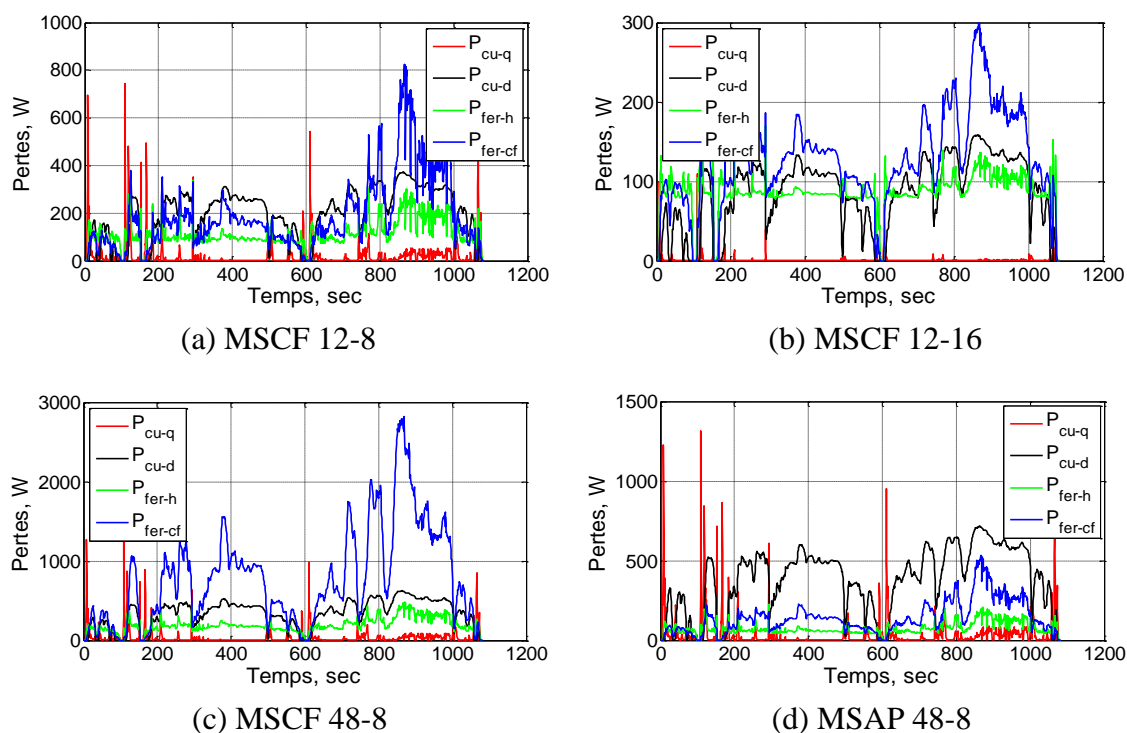 1000
800
600
400
200
0
Pertes, W
P_cu-q
P_cu-d
P_fer-h
P_fer-cf
0 200 400 600 800 1000 1200
Temps, sec
(a) MSCF 12-8
300
200
100
0
Pertes, W
P_cu-q
P_cu-d
P_fer-h
P_fer-cf
0 200 400 600 800 1000 1200
Temps, sec
(b) MSCF 12-16
3000
2000
1000
0
Pertes, W
P_cu-q
P_cu-d
P_fer-h
P_fer-cf
0 200 400 600 800 1000 1200
Temps, sec
(c) MSCF 48-8
1500
1000
500
0
Pertes, W
P_cu-q
P_cu-d
P_fer-h
P_fer-cf
0 200 400 600 800 1000 1200
Temps, sec
(d) MSAP 48-8